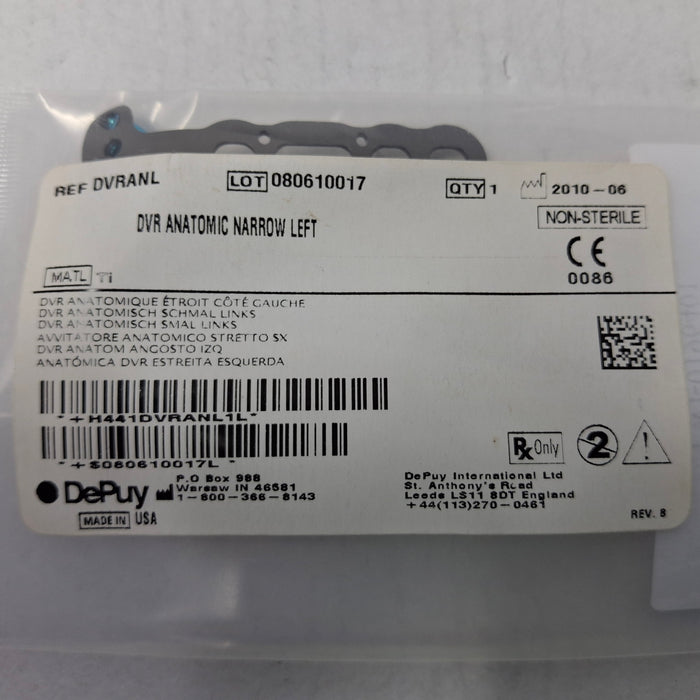 REF DVRANL LOT 080610017 QTY 1 2010-06
DVR ANATOMIC NARROW LEFT NON-STERILE
CE
0086
MATL Ti
DVR ANATOMIQUE ÉTROIT CÔTÉ GAUCHE
DVR ANATOMISCH SCHMAL LINKS
DVR ANATOMISCH SMAL LINKS
AVVITATORE ANATOMICO STRETTO SX
DVR ANATOM ANGOSTO IZQ
ANATÓMICA DVR ESTREITA ESQUERDA
*+H441DVRANL1L*
*+S080610017L*
Rx Only 2
DePuy
P.O Box 988
Warsaw IN 46581
1-800-366-8143
MADE IN USA
DePuy International Ltd
St. Anthony's Road
Leeds LS11 8DT England
+44(113)270-0461
REV. 8